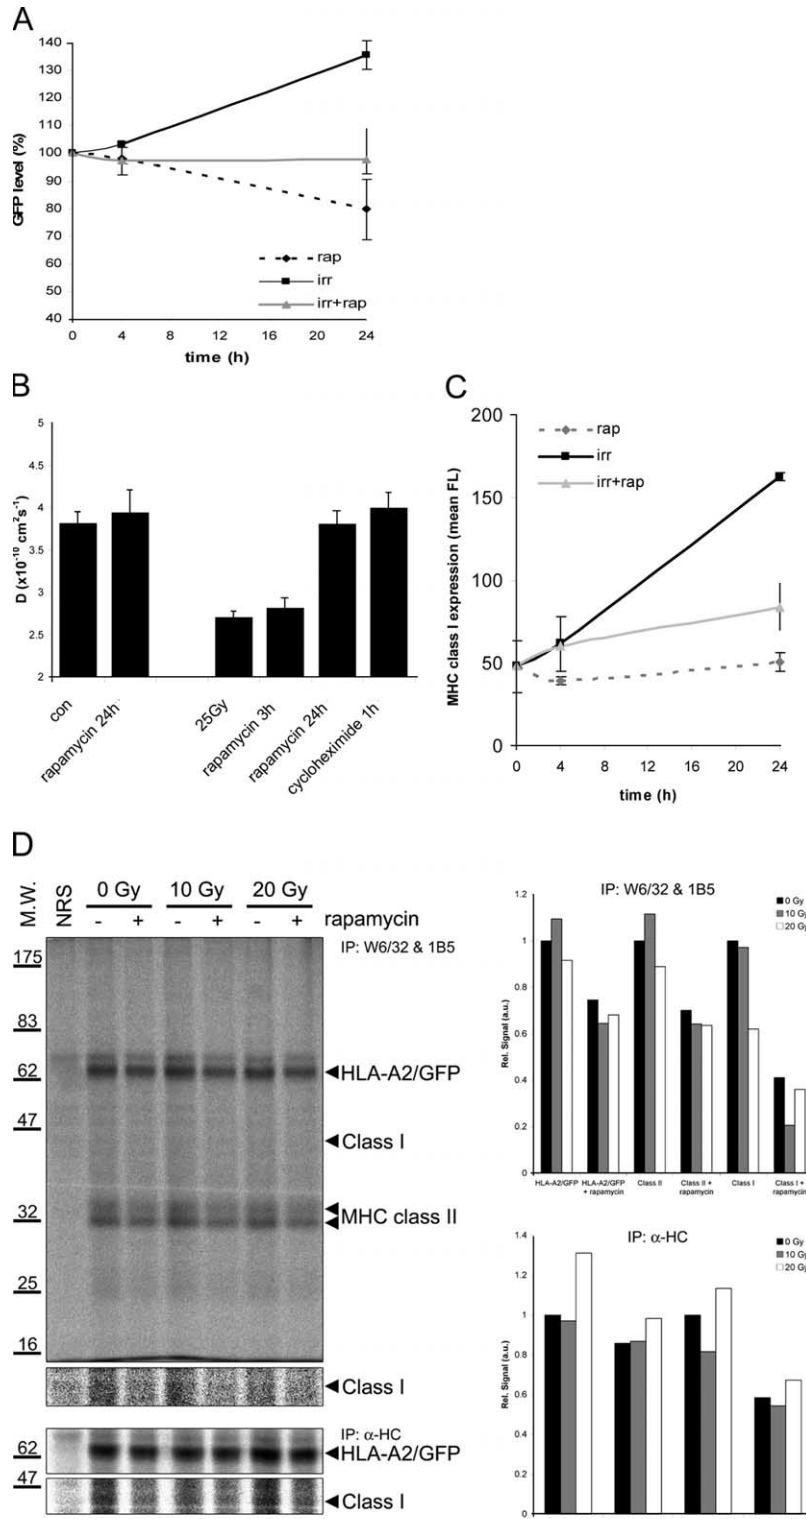 A
GFP level (%)
140
130
120
110
100
90
80
70
60
50
40
rap
irr
irr+rap
0 4 8 12 16 20 24
time (h)
B
D (x10⁻¹⁰ cm²s⁻¹)
5
4.5
4
3.5
3
2.5
2
con
rapamycin 24h
25Gy
rapamycin 3h
rapamycin 24h
cycloheximide 1h
C
MHC class I expression (mean FL)
200
150
100
50
0
rap
irr
irr+rap
0 4 8 12 16 20 24
time (h)
D
M.W.
NRS
0 Gy 10 Gy 20 Gy
- + - + - + rapamycin
IP: W6/32 & 1B5
175
83
62
47
32
25
16
HLA-A2/GFP
Class I
MHC class II
Class I
IP: α-HC
62
HLA-A2/GFP
47
Class I
IP: W6/32 & 1B5
0 Gy
10 Gy
20 Gy
Rel. Signal (a.u.)
1.2
1
0.8
0.6
0.4
0.2
0
HLA-A2/GFP
HLA-A2/GFP + rapamycin
Class II
Class II + rapamycin
Class I
Class I + rapamycin
IP: α-HC
0 Gy
10 Gy
20 Gy
Rel. Signal (a.u.)
1.4
1.2
1
0.8
0.6
0.4
0.2
0